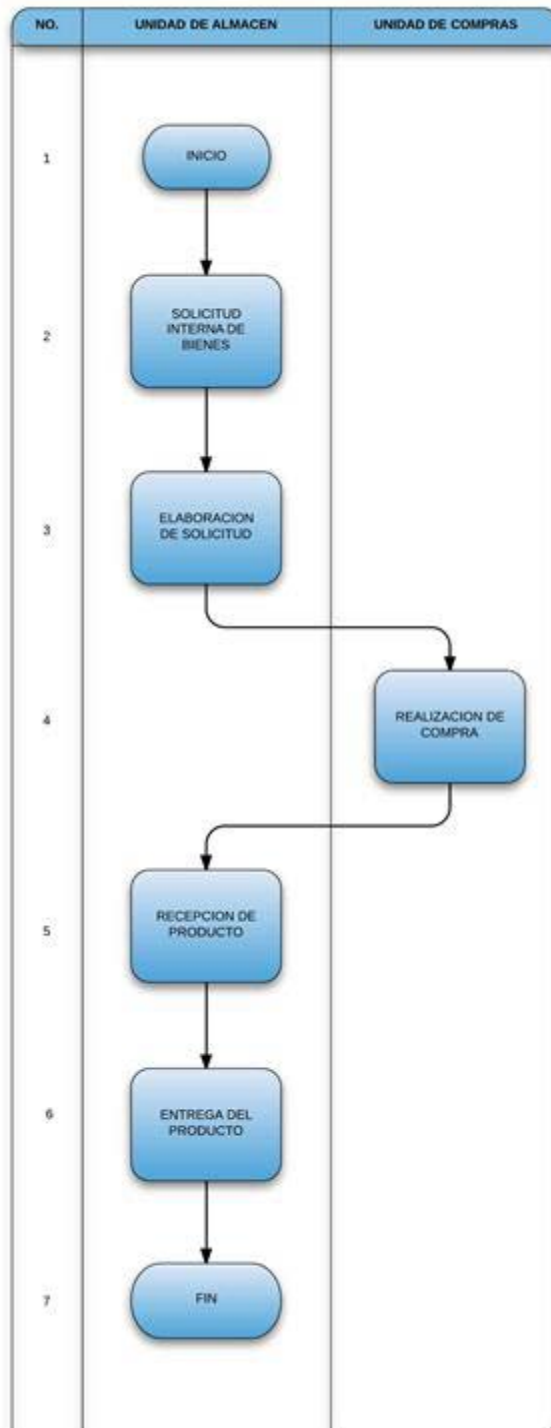 NO. UNIDAD DE ALMACEN UNIDAD DE COMPRAS
1 INICIO
SOLICITUD
2 INTERNA DE
BIENES
ELABORACION
3 DE SOLICITUD
REALIZACION DE
4 COMPRA
RECEPCION DE
5 PRODUCTO
ENTREGA DEL
6 PRODUCTO
7 FIN